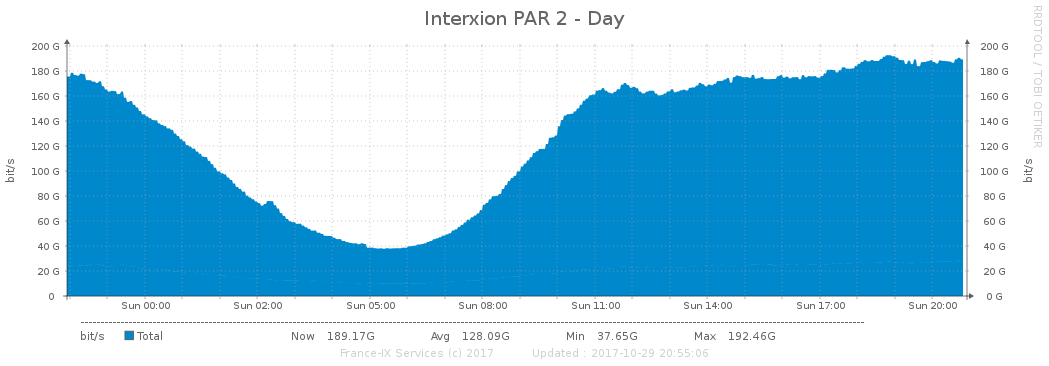 Interxion PAR 2 - Day
RRDTOOL / TOBI OETIKER
bit/s
200 G
180 G
160 G
140 G
120 G
100 G
80 G
60 G
40 G
20 G
0
200 G
180 G
160 G
140 G
120 G
100 G
80 G
60 G
40 G
20 G
0 G
bit/s
Sun 00:00 Sun 02:00 Sun 05:00 Sun 08:00 Sun 11:00 Sun 14:00 Sun 17:00 Sun 20:00
bit/s Total Now 189.17G Avg 128.09G Min 37.65G Max 192.46G
France-IX Services (c) 2017 Updated : 2017-10-29 20:55:06